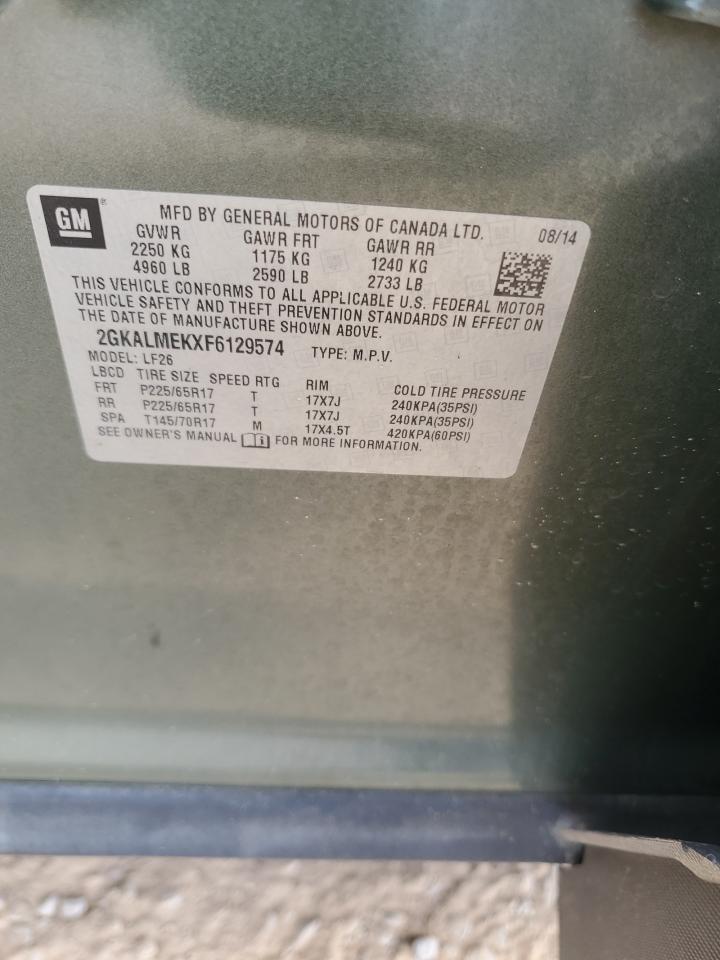 GM
MFD BY GENERAL MOTORS OF CANADA LTD. 08/14
GVWR GAWR FRT GAWR RR
2250 KG 1175 KG 1240 KG
4960 LB 2590 LB 2733 LB
THIS VEHICLE CONFORMS TO ALL APPLICABLE U.S. FEDERAL MOTOR
VEHICLE SAFETY AND THEFT PREVENTION STANDARDS IN EFFECT ON
THE DATE OF MANUFACTURE SHOWN ABOVE.
2GKALMEKXF6129574 TYPE: M.P.V.
MODEL: LF26
LBCD TIRE SIZE SPEED RTG RIM COLD TIRE PRESSURE
FRT P225/65R17 T 17X7J 240KPA(35PSI)
RR P225/65R17 T 17X7J 240KPA(35PSI)
SPA T145/70R17 M 17X4.5T 420KPA(60PSI)
SEE OWNER'S MANUAL FOR MORE INFORMATION.